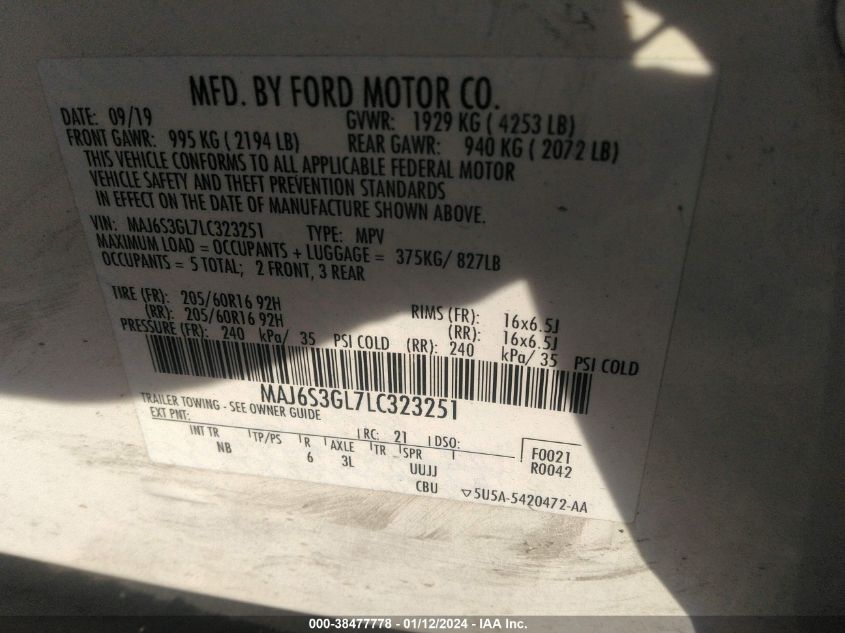 MFD. BY FORD MOTOR CO.
DATE: 09/19 GVWR: 1929 KG ( 4253 LB)
FRONT GAWR: 995 KG ( 2194 LB) REAR GAWR: 940 KG ( 2072 LB)
THIS VEHICLE CONFORMS TO ALL APPLICABLE FEDERAL MOTOR
VEHICLE SAFETY AND THEFT PREVENTION STANDARDS
IN EFFECT ON THE DATE OF MANUFACTURE SHOWN ABOVE.
VIN: MAJ6S3GL7LC323251 TYPE: MPV
MAXIMUM LOAD = OCCUPANTS + LUGGAGE = 375KG/ 827LB
OCCUPANTS = 5 TOTAL; 2 FRONT, 3 REAR
TIRE (FR): 205/60R16 92H RIMS (FR): 16x6.5J
(RR): 205/60R16 92H (RR): 16x6.5J
PRESSURE (FR): 240 kPa/ 35 PSI COLD (RR): 240 kPa/ 35 PSI COLD
MAJ6S3GL7LC323251
TRAILER TOWING - SEE OWNER GUIDE
EXT PNT: RC: 21 DSO: F0021
INT TR TP/PS R AXLE TR SPR R0042
NB 6 3L UUJJ
CBU 5U5A-5420472-AA
000-38477778 - 01/12/2024 - IAA Inc.